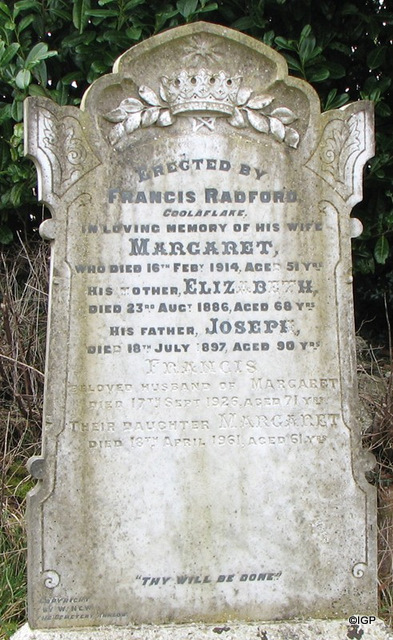 ERECTED BY
FRANCIS RADFORD,
COOLAFLAKE,
IN LOVING MEMORY OF HIS WIFE
MARGARET,
WHO DIED 16TH FEBY 1914, AGED 51 YRS
HIS MOTHER, ELIZABETH,
DIED 23RD AUGT 1886, AGED 68 YRS
HIS FATHER, JOSEPH,
DIED 18TH JULY 1897, AGED 90 YRS
FRANCIS
BELOVED HUSBAND OF MARGARET
DIED 17TH SEPT 1926, AGED 71 YRS
THEIR DAUGHTER MARGARET
DIED 16TH APRIL 1961, AGED 61 YRS
"THY WILL BE DONE."
COPYRIGHT
©IGP